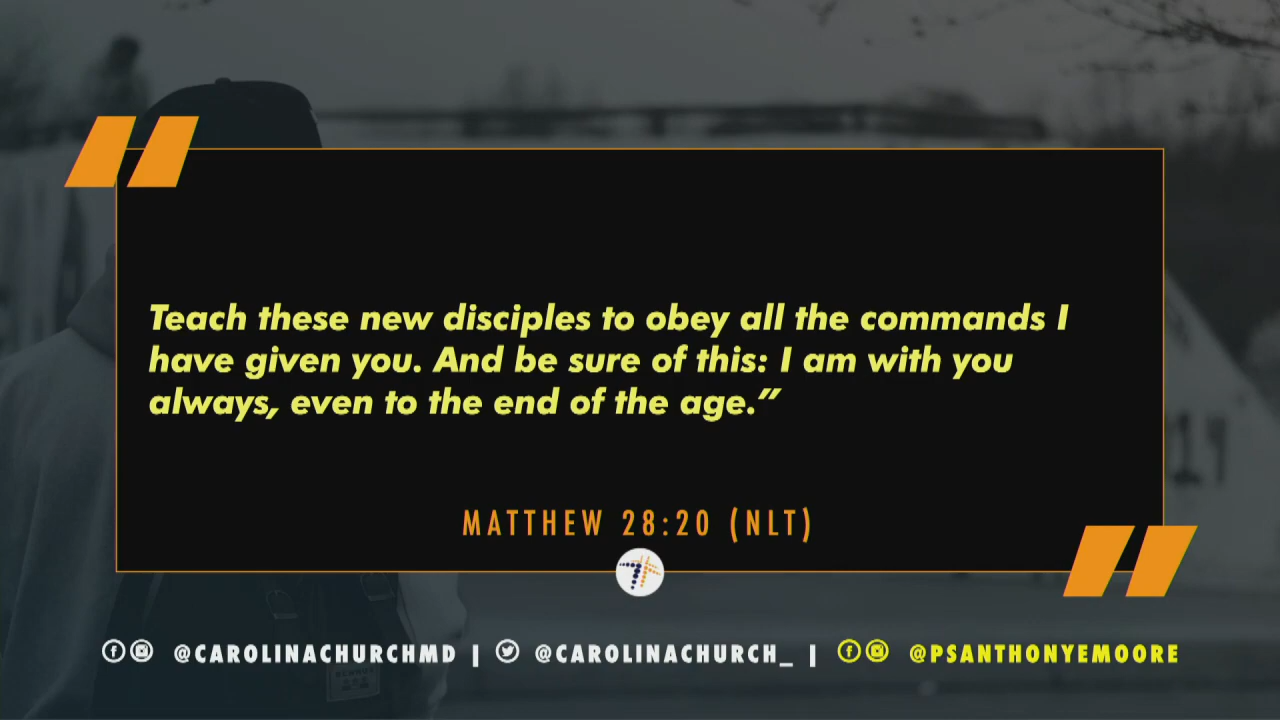 Teach these new disciples to obey all the commands I
have given you. And be sure of this: I am with you
always, even to the end of the age.”
MATTHEW 28:20 (NLT)
@CAROLINACHURCHMD | @CAROLINACHURCH_ | @PSANTHONYEMOORE